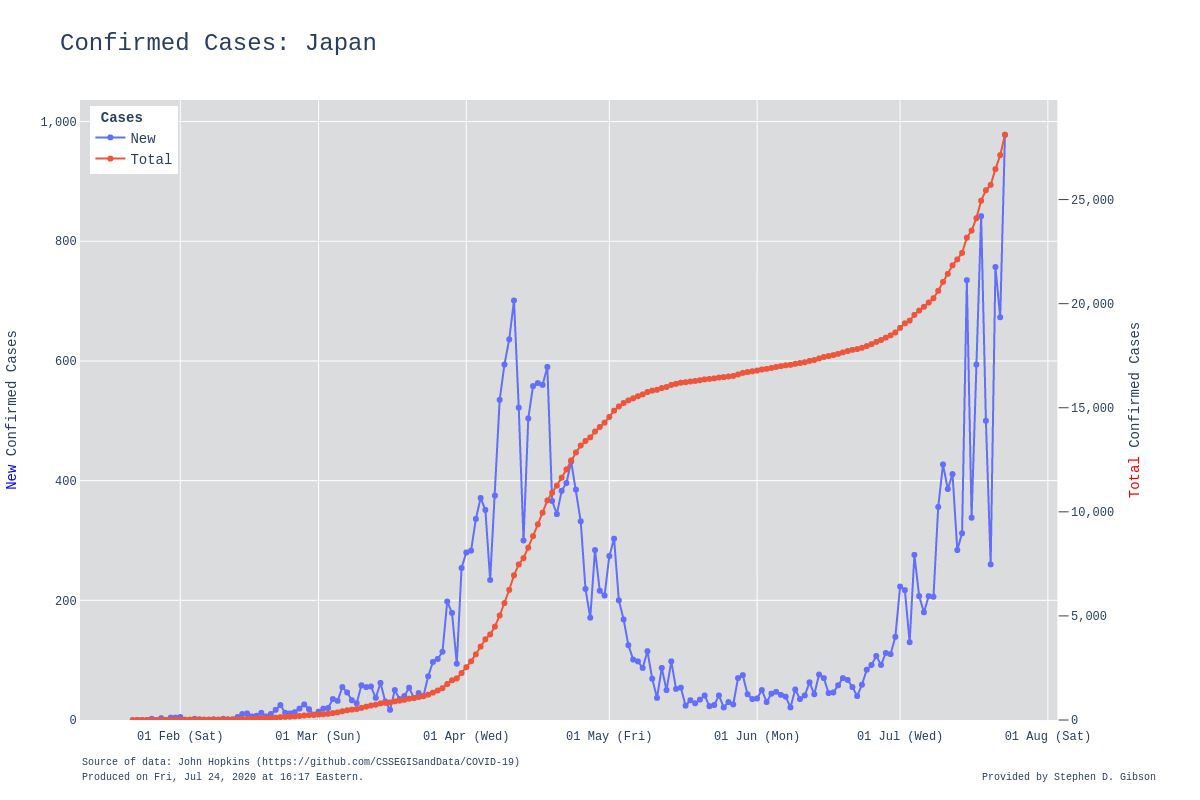 Confirmed Cases: Japan
Cases
New
Total
1,000
800
600
400
200
0
New Confirmed Cases
25,000
20,000
15,000
10,000
5,000
0
Total Confirmed Cases
01 Feb (Sat)
01 Mar (Sun)
01 Apr (Wed)
01 May (Fri)
01 Jun (Mon)
01 Jul (Wed)
01 Aug (Sat)
Source of data: John Hopkins (https://github.com/CSSEGISandData/COVID-19)
Produced on Fri, Jul 24, 2020 at 16:17 Eastern.
Provided by Stephen D. Gibson